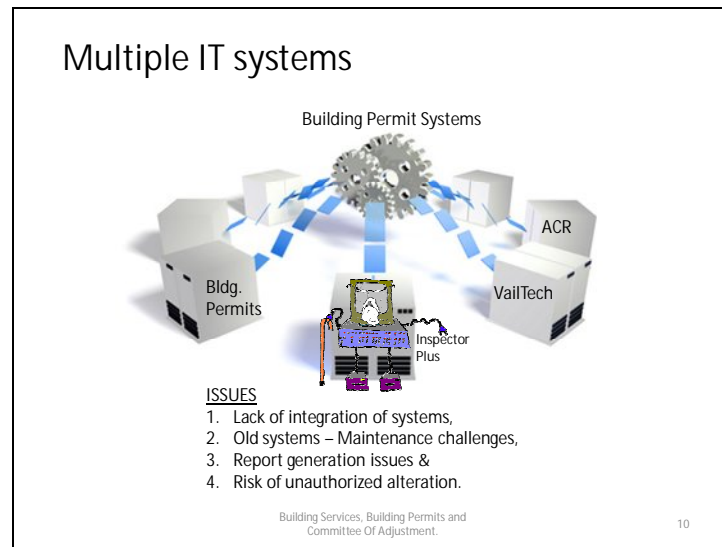 Multiple IT systems
Building Permit Systems
ACR
Bldg.
Permits
VailTech
Inspector
Plus
ISSUES
1. Lack of integration of systems,
2. Old systems – Maintenance challenges,
3. Report generation issues &
4. Risk of unauthorized alteration.
Building Services, Building Permits and
Committee Of Adjustment.
10